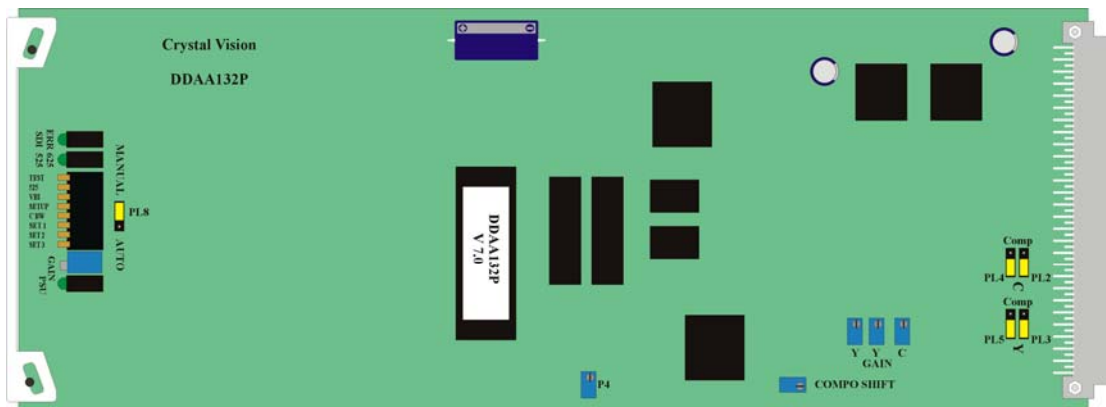 Crystal Vision
DDAA132P
ERR 625
SDI 525
MANUAL
TEST
525
VBI
SETUP
C BW
SET 1
SET 2
SET 3
PL8
AUTO
GAIN
PSU
DDAA132P
V 7.0
P4
Y Y C
GAIN
COMPO SHIFT
Comp
PL4 C PL2
Comp
PL5 Y PL3